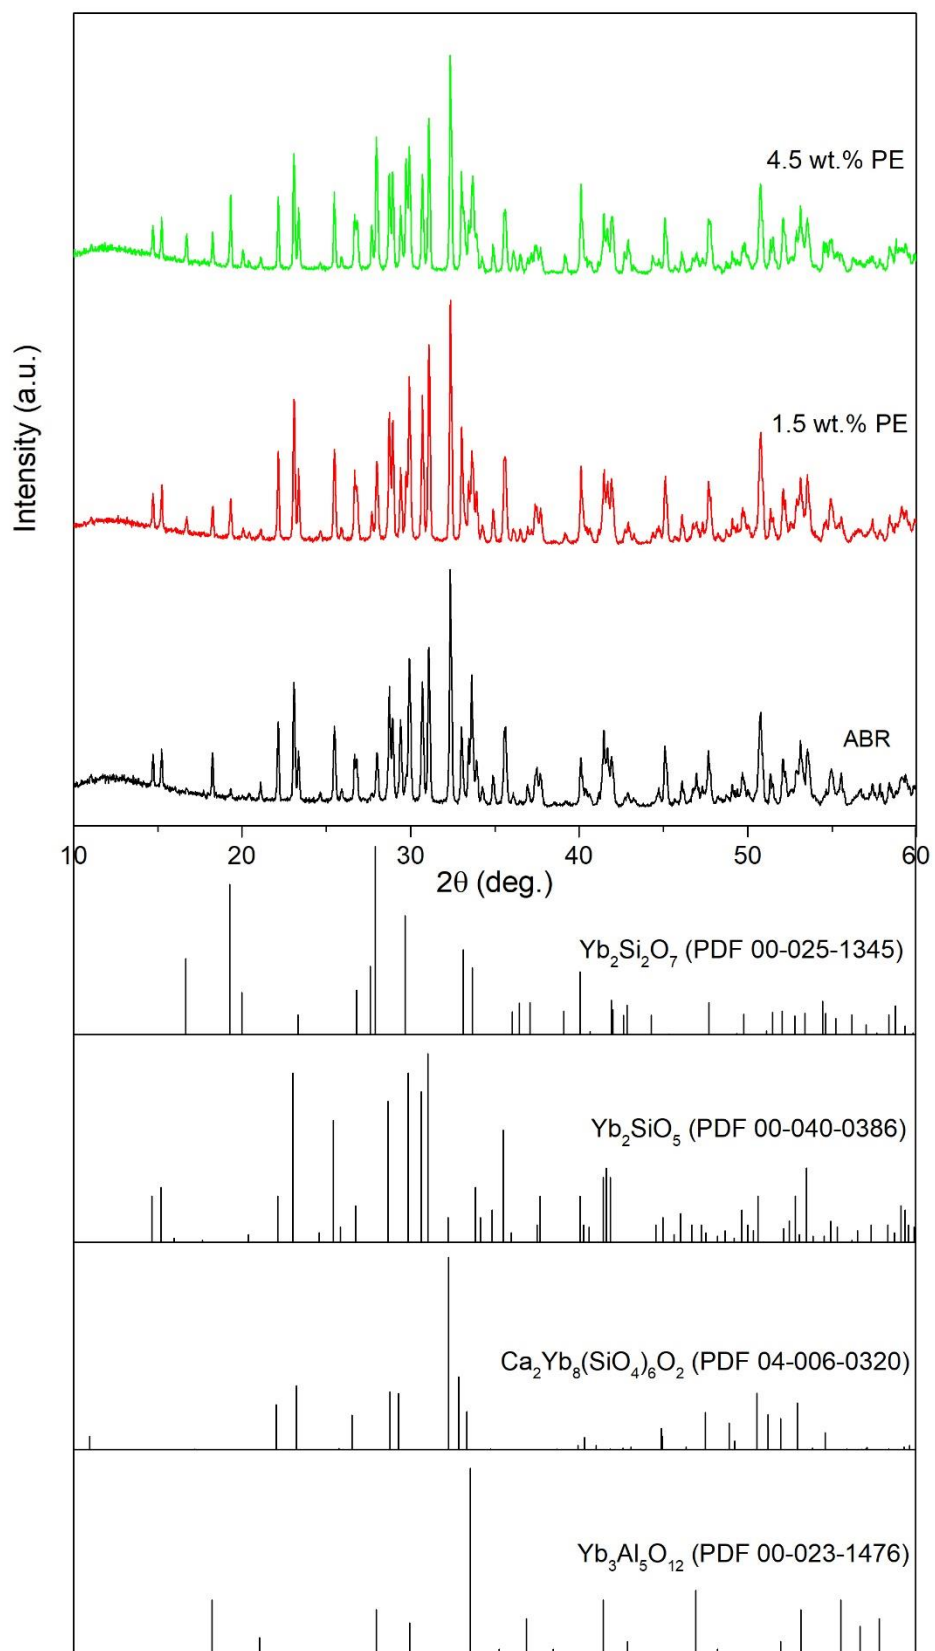 4.5 wt.% PE
1.5 wt.% PE
Intensity (a.u.)
ABR
10 20 30 40 50 60
2θ (deg.)
Yb₂Si₂O₇ (PDF 00-025-1345)
Yb₂SiO₅ (PDF 00-040-0386)
Ca₂Yb₈(SiO₄)₆O₂ (PDF 04-006-0320)
Yb₃Al₅O₁₂ (PDF 00-023-1476)